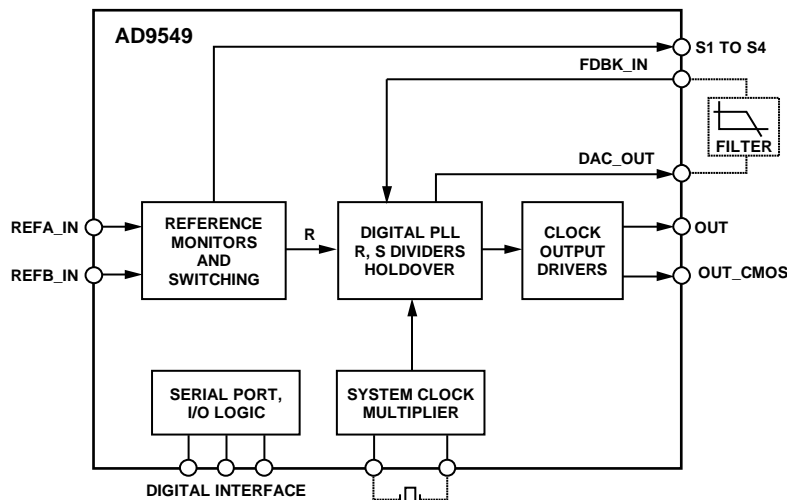 AD9549
S1 TO S4
FDBK_IN
FILTER
DAC_OUT
REFA_IN
REFB_IN
REFERENCE
MONITORS
AND
SWITCHING
R
DIGITAL PLL
R, S DIVIDERS
HOLDOVER
CLOCK
OUTPUT
DRIVERS
OUT
OUT_CMOS
SERIAL PORT,
I/O LOGIC
SYSTEM CLOCK
MULTIPLIER
DIGITAL INTERFACE